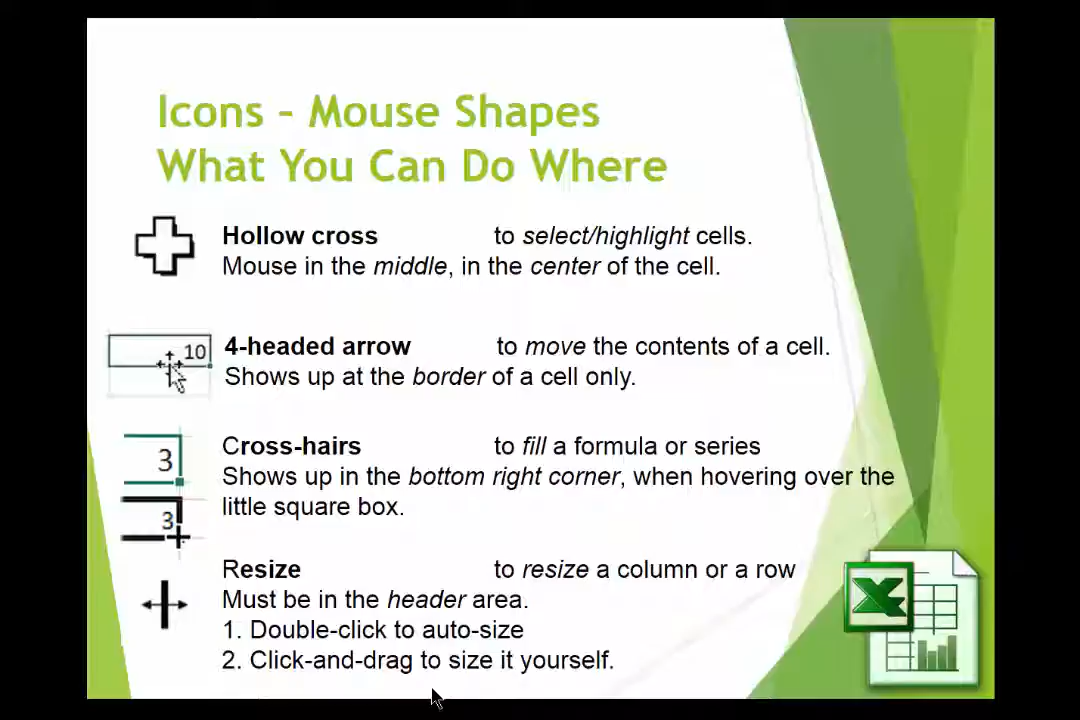 Icons – Mouse Shapes
What You Can Do Where
Hollow cross to select/highlight cells.
Mouse in the middle, in the center of the cell.
10
4-headed arrow to move the contents of a cell.
Shows up at the border of a cell only.
3
Cross-hairs to fill a formula or series
Shows up in the bottom right corner, when hovering over the
little square box.
3
Resize to resize a column or a row
Must be in the header area.
1. Double-click to auto-size
2. Click-and-drag to size it yourself.
X